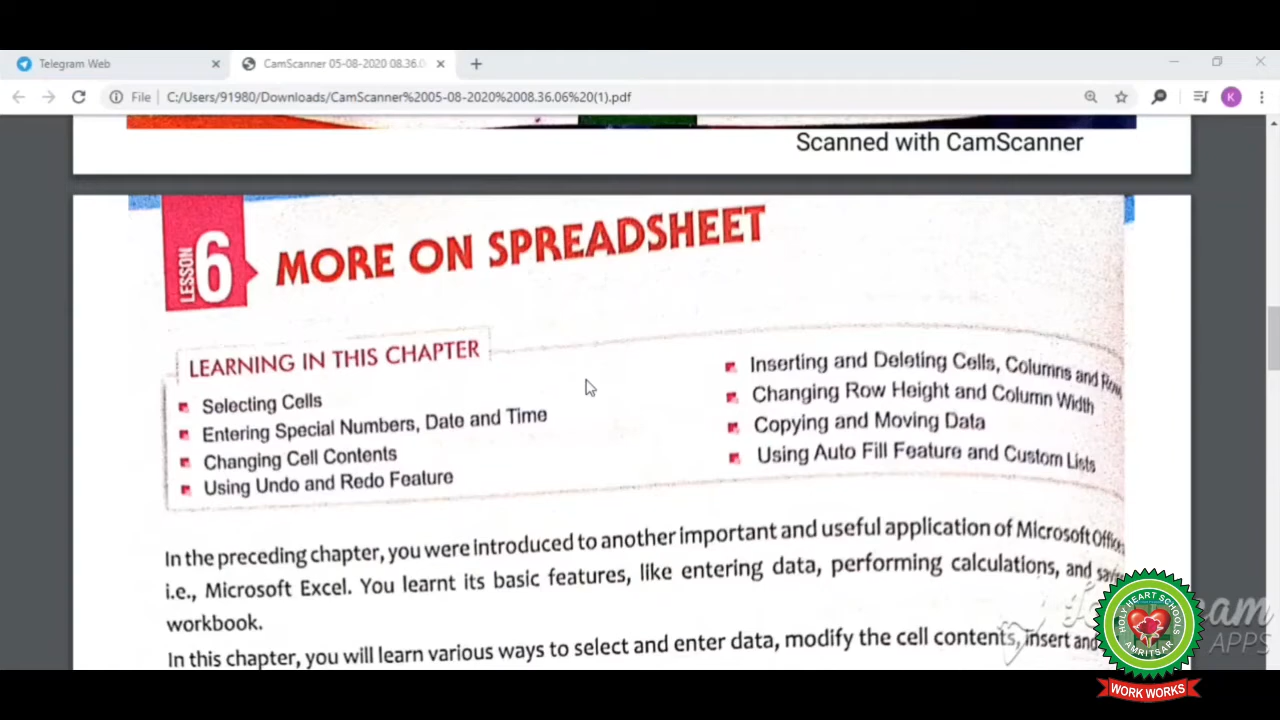 Telegram Web
CamScanner 05-08-2020 08.36.0
File
C:/Users/91980/Downloads/CamScanner%2005-08-2020%2008.36.06%20(1).pdf
K
Scanned with CamScanner
LESSON 6
MORE ON SPREADSHEET
LEARNING IN THIS CHAPTER
Selecting Cells
Entering Special Numbers, Date and Time
Changing Cell Contents
Using Undo and Redo Feature
Inserting and Deleting Cells, Columns and Row
Changing Row Height and Column Width
Copying and Moving Data
Using Auto Fill Feature and Custom Lists
In the preceding chapter, you were introduced to another important and useful application of Microsoft Offic
i.e., Microsoft Excel. You learnt its basic features, like entering data, performing calculations, and
workbook.
In this chapter, you will learn various ways to select and enter data, modify the cell contents, insert and
APPS
HOLY HEART SCHOOLS
AMRITSAR
WORK WORKS